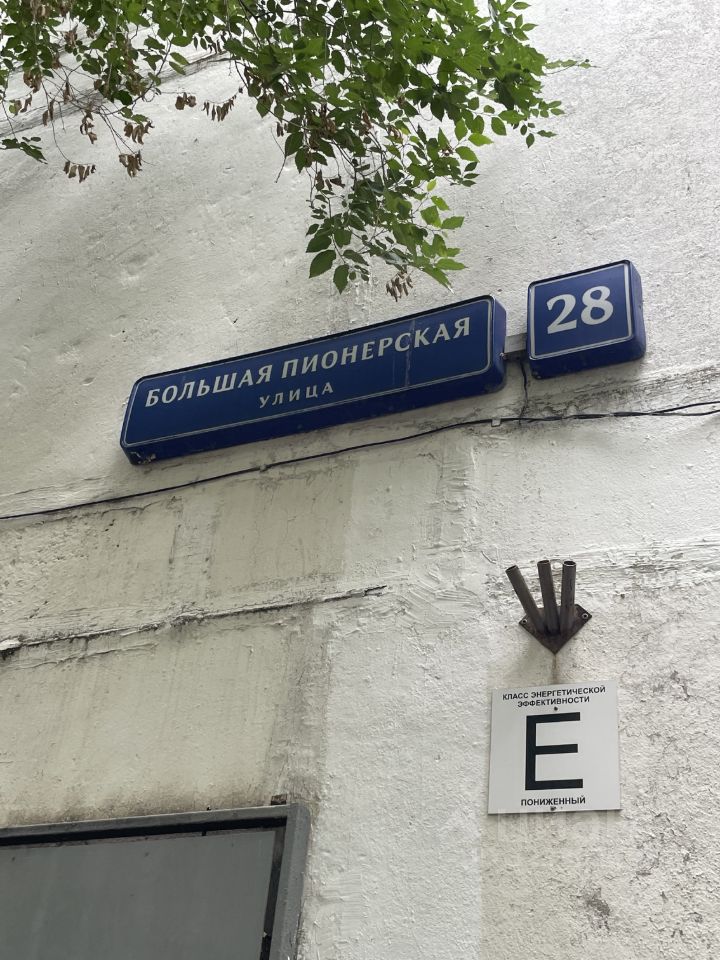 БОЛЬШАЯ ПИОНЕРСКАЯ
УЛИЦА
28
КЛАСС ЭНЕРГЕТИЧЕСКОЙ
ЭФФЕКТИВНОСТИ
E
ПОНИЖЕННЫЙ